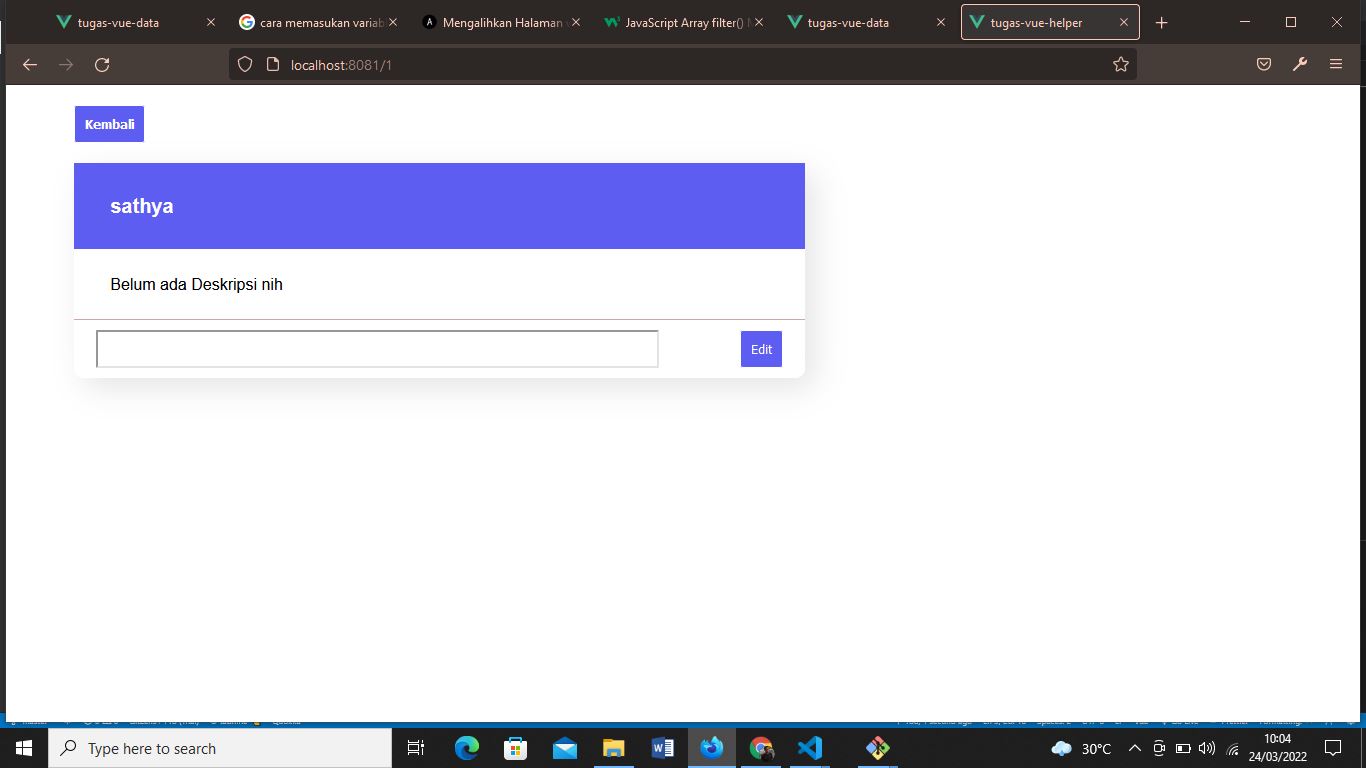 tugas-vue-data
cara memasukan variab
Mengalihkan Halaman
JavaScript Array filter()
tugas-vue-data
tugas-vue-helper
localhost:8081/1
Kembali
sathya
Belum ada Deskripsi nih
Edit
Type here to search
30°C
10:04
24/03/2022